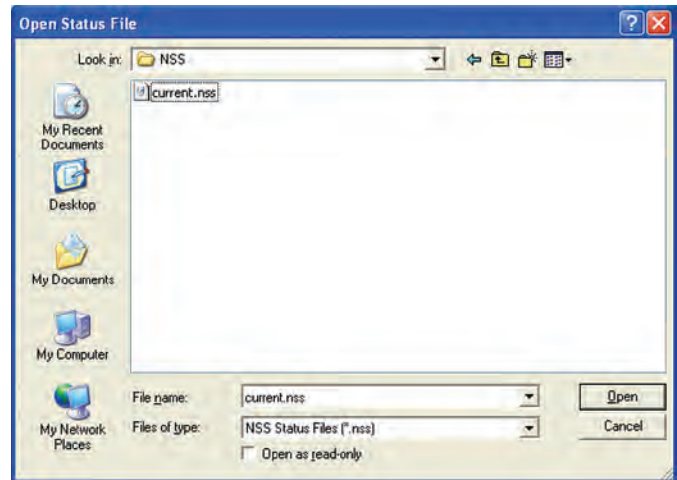 Open Status File
Look in: NSS
current.nss
My Recent
Documents
Desktop
My Documents
My Computer
My Network
Places
File name: current.nss Open
Files of type: NSS Status Files (*.nss) Cancel
Open as read-only